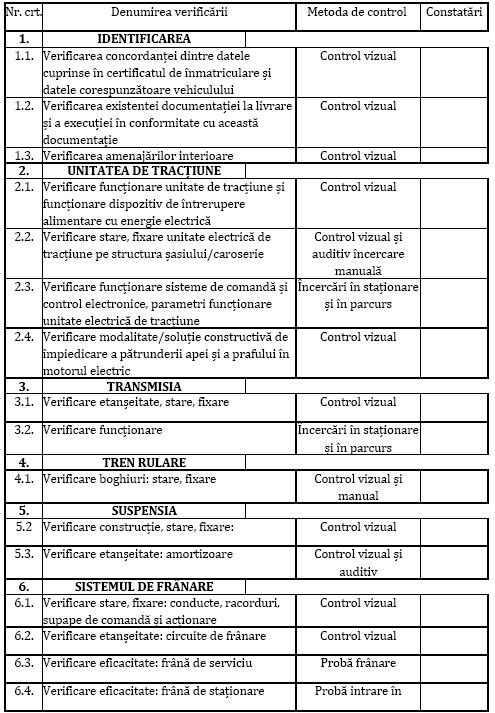 Nr. crt. Denumirea verificării Metoda de control Constatări
1. IDENTIFICAREA
1.1. Verificarea concordanței dintre datele Control vizual
cuprinse în certificatul de înmatriculare și
datele corespunzătoare vehiculului
1.2. Verificarea existentei documentației la livrare Control vizual
și a execuției în conformitate cu această
documentație
1.3. Verificarea amenajărilor interioare Control vizual
2. UNITATEA DE TRACȚIUNE
2.1. Verificare funcționare unitate de tracțiune și Control vizual
funcționare dispozitiv de întrerupere
alimentare cu energie electrică
2.2. Verificare stare, fixare unitate electrică de Control vizual și
tracțiune pe structura șasiului/caroserie auditiv încercare
manuală
2.3. Verificare funcționare sisteme de comandă și Încercări în staționare
control electronice, parametri funcționare și în parcurs
unitate electrică de tracțiune
2.4. Verificare modalitate/soluție constructivă de Control vizual
împiedicare a pătrunderii apei și a prafului în
motorul electric
3. TRANSMISIA
3.1. Verificare etanșeitate, stare, fixare Control vizual
3.2. Verificare funcționare Încercări în staționare
și în parcurs
4. TREN RULARE
4.1. Verificare boghiuri: stare, fixare Control vizual și
manual
5. SUSPENSIA
5.2 Verificare construcție, stare, fixare: Control vizual
5.3. Verificare etanșeitate: amortizoare Control vizual și
auditiv
6. SISTEMUL DE FRÂNARE
6.1. Verificare stare, fixare: conducte, racorduri, Control vizual
supape de comandă și acționare
6.2. Verificare etanșeitate: circuite de frânare Control vizual
6.3. Verificare eficacitate: frână de serviciu Probă frânare
6.4. Verificare eficacitate: frână de staționare Probă intrare în